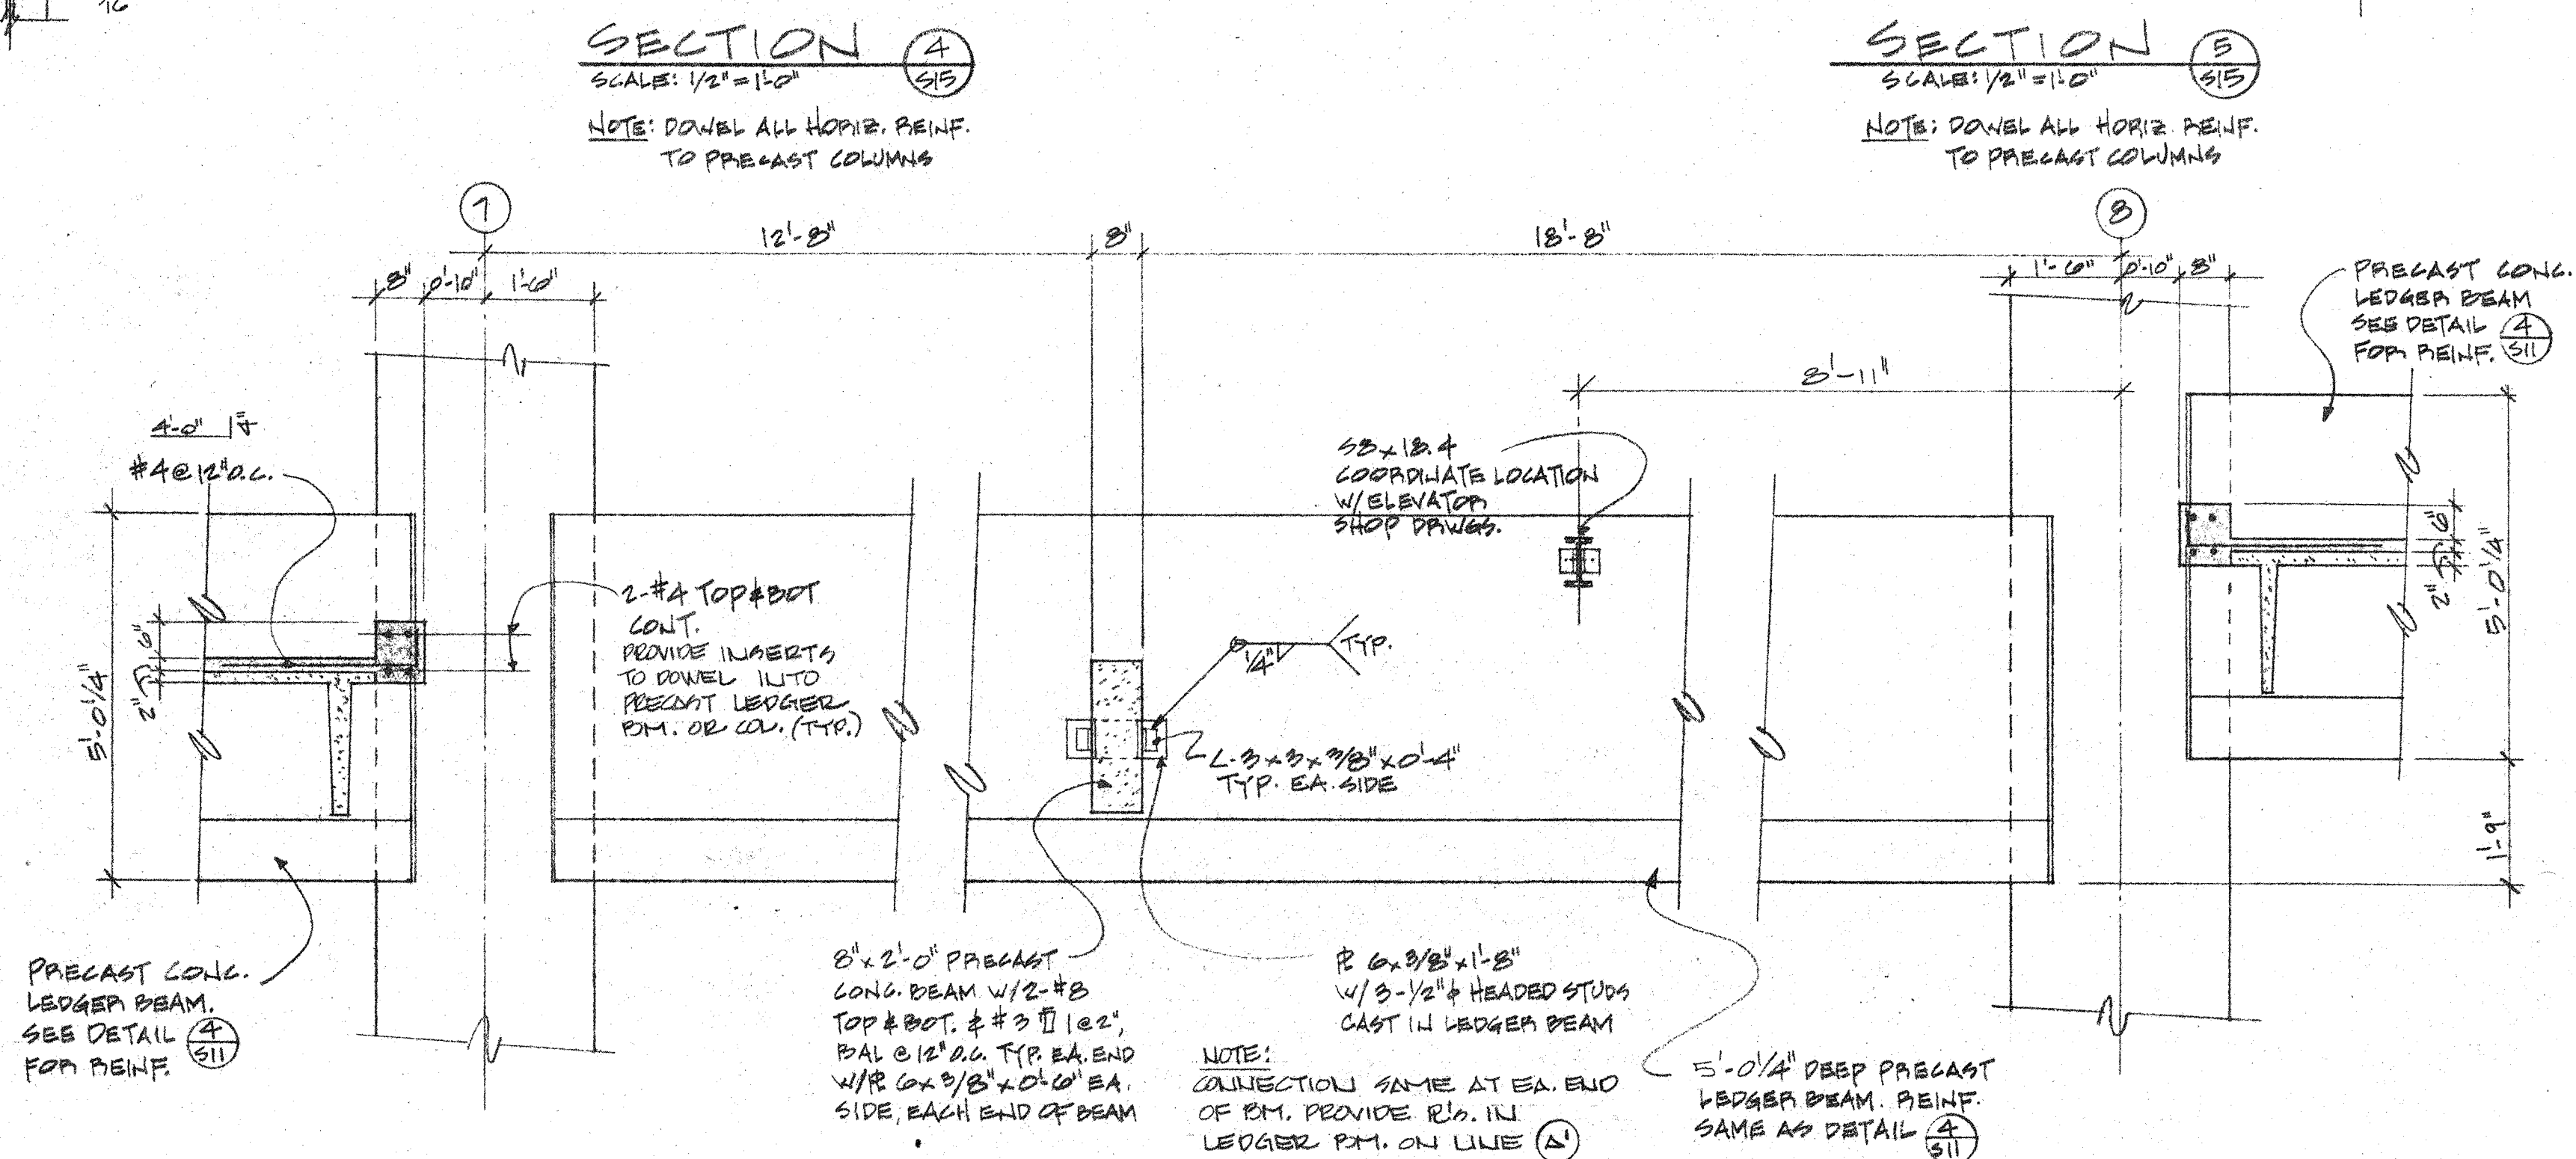 16
SECTION 4
S15
SCALE: 1/2" = 1'-0"
NOTE: DOWEL ALL HORIZ. REINF.
TO PRECAST COLUMNS
SECTION 5
S15
SCALE: 1/2" = 1'-0"
NOTE: DOWEL ALL HORIZ. REINF.
TO PRECAST COLUMNS
7
8
12'-8"
8"
18'-8"
8"
0'-10"
1'-6"
1'-6"
0'-10"
8"
PRECAST CONC.
LEDGER BEAM
SEE DETAIL 4
FOR REINF. S11
8'-11"
4'-0"
#4@12"O.C.
S8x18.4
COORDINATE LOCATION
W/ELEVATOR
SHOP DRWGS.
2-#4 TOP&BOT
CONT.
PROVIDE INSERTS
TO DOWEL INTO
PRECAST LEDGER
BM. OR COL. (TYP.)
6"
2"
5'-0 1/4"
1/4"
TYP.
L-3x3x3/8"x0'-4"
TYP. EA. SIDE
6"
2"
5'-0 1/4"
1'-9"
PRECAST CONC.
LEDGER BEAM.
SEE DETAIL 4
S11
FOR REINF.
8"x2'-0" PRECAST
CONC. BEAM W/2-#8
TOP & BOT. & #3 1@2",
BAL @12"O.C. TYP. EA. END
W/PL 6x3/8"x0'-6" EA.
SIDE, EACH END OF BEAM
PL 6x3/8"x1'-8"
W/3-1/2"φ HEADED STUDS
CAST IN LEDGER BEAM
NOTE:
CONNECTION SAME AT EA. END
OF BM. PROVIDE PL's. IN
LEDGER BM. ON LINE A'
5'-0 1/4" DEEP PRECAST
LEDGER BEAM. REINF.
SAME AS DETAIL 4
S11